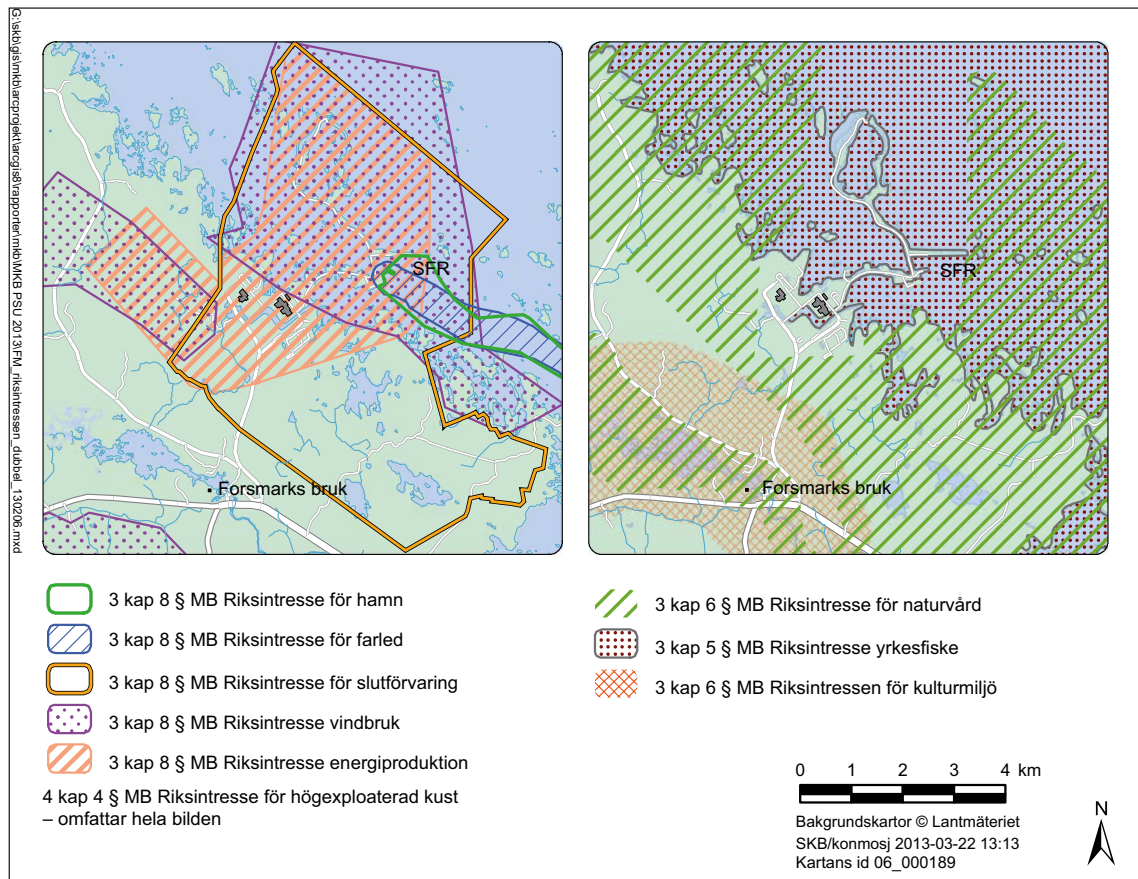 G:\skb\gis\mkb\arcprojekt\arcgis8\rapporter\mkb\MKB PSU 2013\FM_riksintressen_dubbel_130206.mxd
SFR
Forsmarks bruk
SFR
Forsmarks bruk
3 kap 8 § MB Riksintresse för hamn
3 kap 8 § MB Riksintresse för farled
3 kap 8 § MB Riksintresse för slutförvaring
3 kap 8 § MB Riksintresse vindbruk
3 kap 8 § MB Riksintresse energiproduktion
4 kap 4 § MB Riksintresse för högexploaterad kust
– omfattar hela bilden
3 kap 6 § MB Riksintresse för naturvård
3 kap 5 § MB Riksintresse yrkesfiske
3 kap 6 § MB Riksintressen för kulturmiljö
0 1 2 3 4 km
Bakgrundskartor © Lantmäteriet
SKB/konmosj 2013-03-22 13:13
Kartans id 06_000189
N